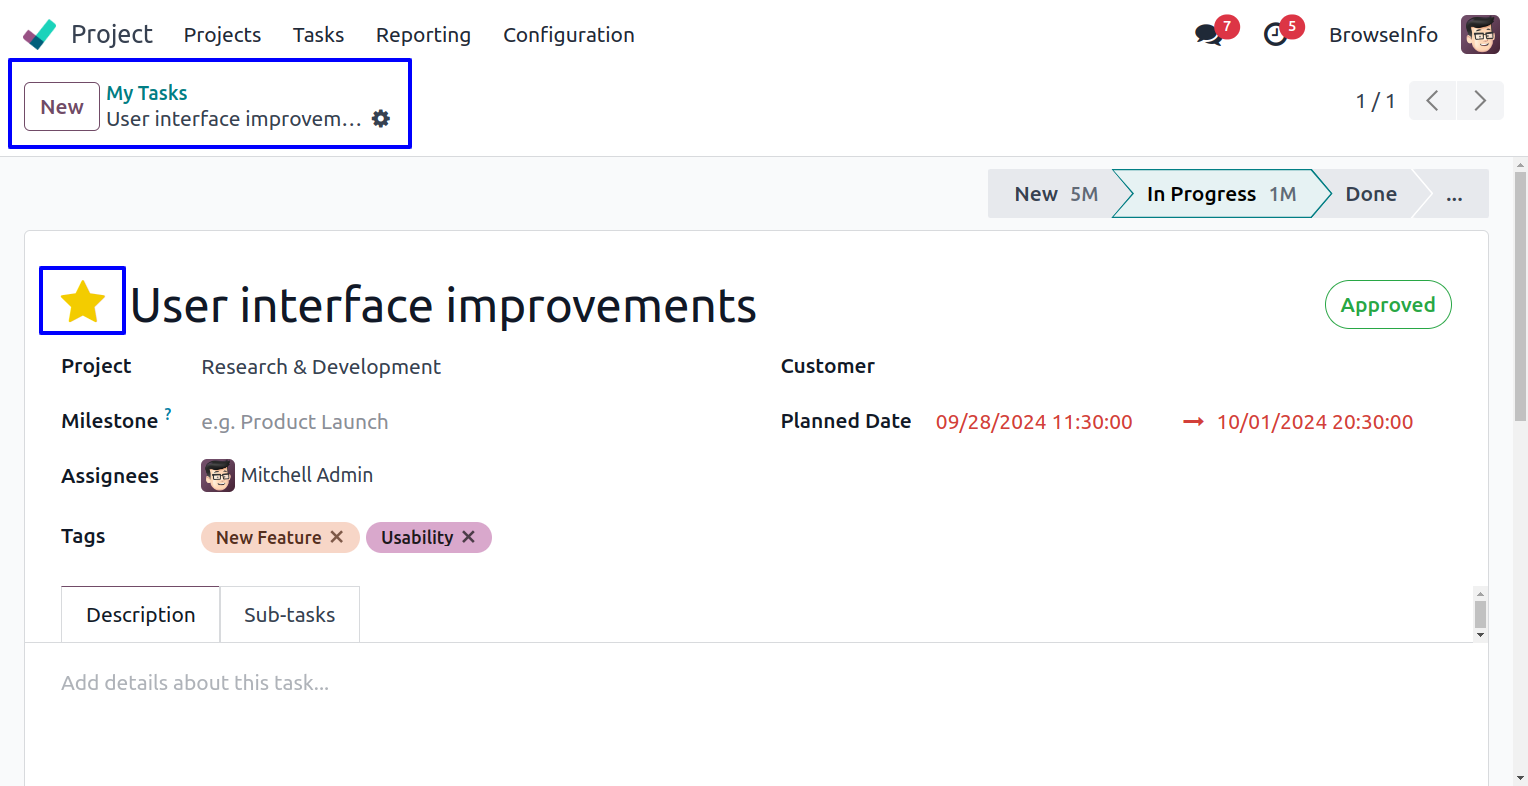 Project Projects Tasks Reporting Configuration 7 5 BrowseInfo
New My Tasks
User interface improvem...
1 / 1
New 5M In Progress 1M Done ...
User interface improvements Approved
Project Research & Development Customer
Milestone ? e.g. Product Launch Planned Date 09/28/2024 11:30:00 → 10/01/2024 20:30:00
Assignees Mitchell Admin
Tags New Feature ✕ Usability ✕
Description Sub-tasks
Add details about this task...